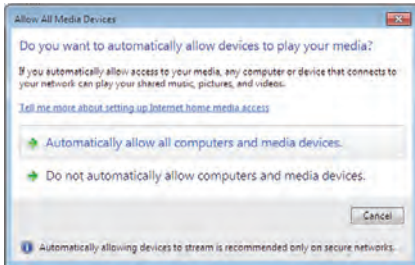 Allow All Media Devices
Do you want to automatically allow devices to play your media?
If you automatically allow access to your media, any computer or device that connects to
your network can play your shared music, pictures, and videos.
Tell me more about setting up Internet home media access
Automatically allow all computers and media devices.
Do not automatically allow computers and media devices.
Cancel
Automatically allowing devices to stream is recommended only on secure networks.